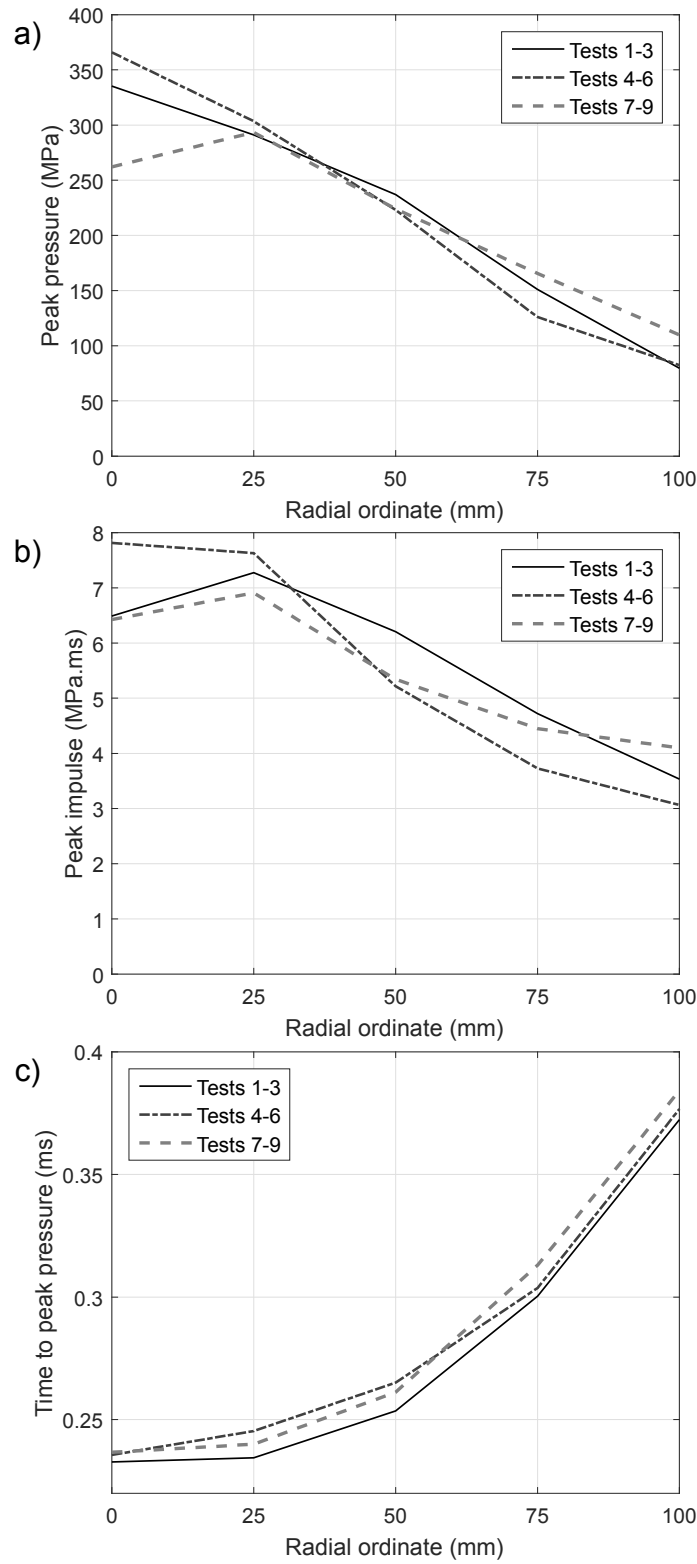 a)
400
350
300
250
200
150
100
50
0
Peak pressure (MPa)
Tests 1-3
Tests 4-6
Tests 7-9
0 25 50 75 100
Radial ordinate (mm)
b)
8
7
6
5
4
3
2
1
0
Peak impulse (MPa.ms)
Tests 1-3
Tests 4-6
Tests 7-9
0 25 50 75 100
Radial ordinate (mm)
c)
0.4
0.35
0.3
0.25
Time to peak pressure (ms)
Tests 1-3
Tests 4-6
Tests 7-9
0 25 50 75 100
Radial ordinate (mm)